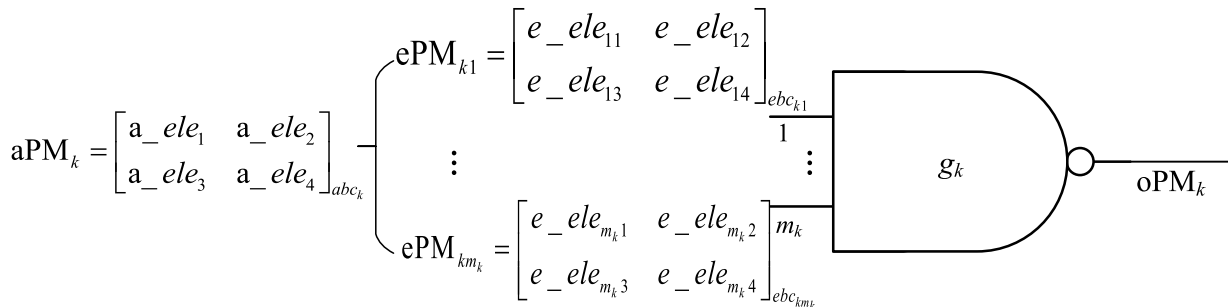 ePM_{k1} = [e_ele_{11} e_ele_{12}
e_ele_{13} e_ele_{14}]_{ebc_{k1}}
1
aPM_k = [a_ele_1 a_ele_2
a_ele_3 a_ele_4]_{abc_k}
⋮
⋮
g_k
oPM_k
ePM_{km_k} = [e_ele_{m_k1} e_ele_{m_k2}
e_ele_{m_k3} e_ele_{m_k4}]_{ebc_{km_k}}
m_k